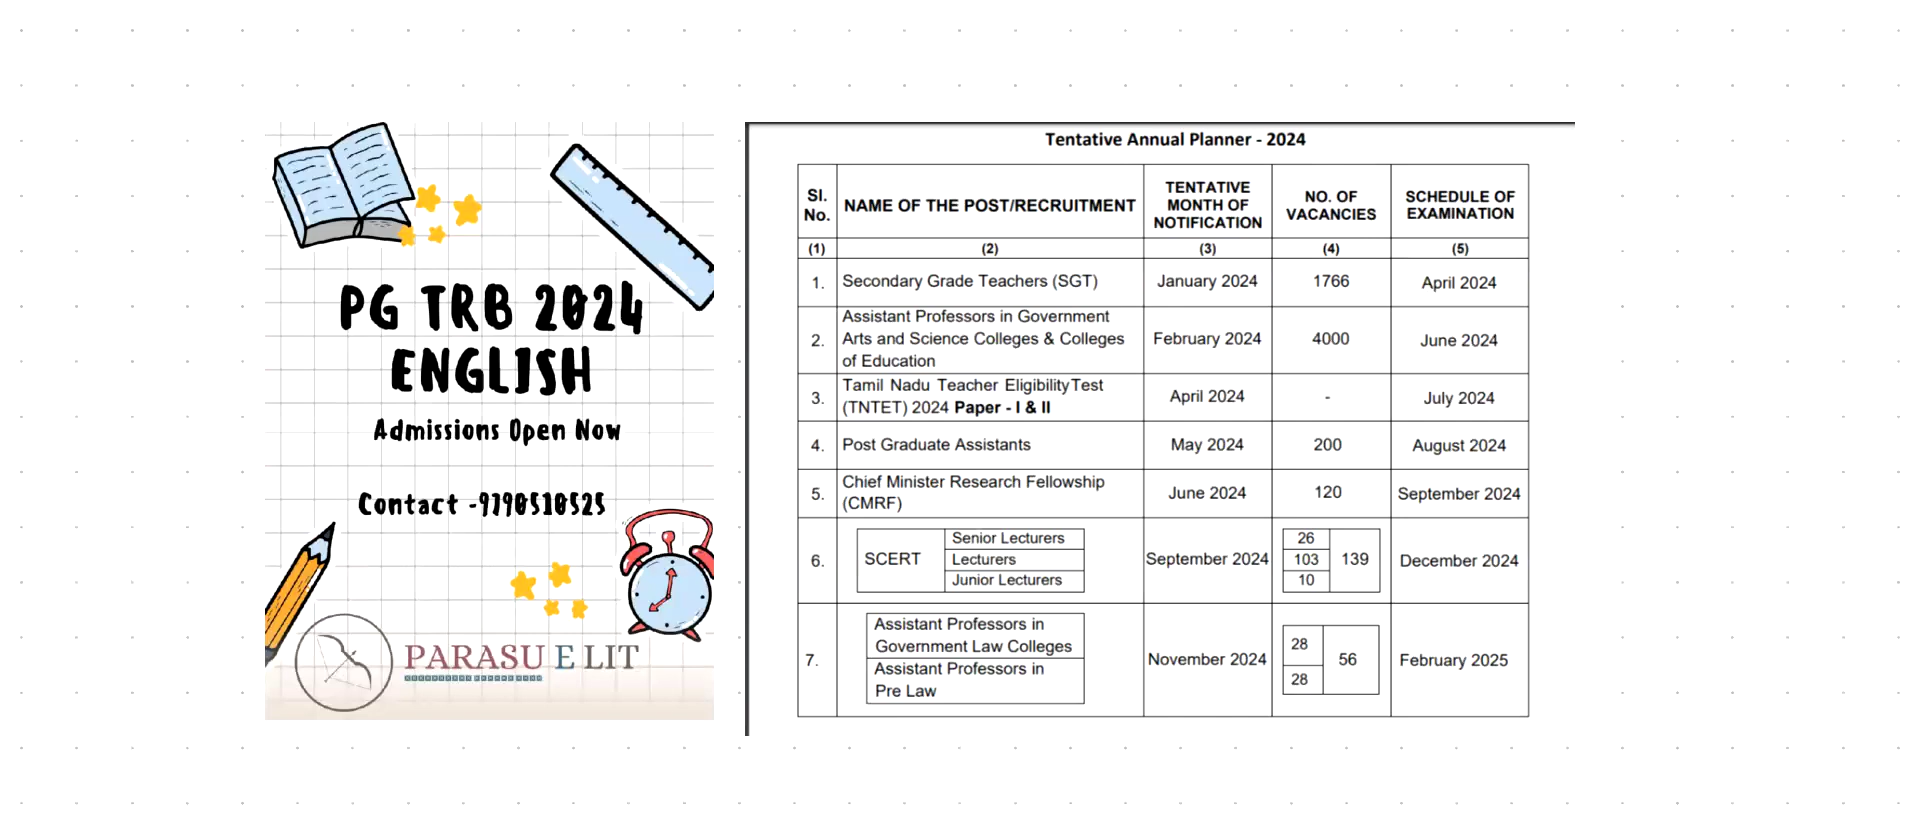 PG TRB 2024
ENGLISH
Admissions Open Now
Contact -9790510525
PARASU E LIT
Tentative Annual Planner - 2024
Sl. No. NAME OF THE POST/RECRUITMENT TENTATIVE MONTH OF NOTIFICATION NO. OF VACANCIES SCHEDULE OF EXAMINATION
(1) (2) (3) (4) (5)
1. Secondary Grade Teachers (SGT) January 2024 1766 April 2024
2. Assistant Professors in Government Arts and Science Colleges & Colleges of Education February 2024 4000 June 2024
3. Tamil Nadu Teacher Eligibility Test (TNTET) 2024 Paper - I & II April 2024 - July 2024
4. Post Graduate Assistants May 2024 200 August 2024
5. Chief Minister Research Fellowship (CMRF) June 2024 120 September 2024
6. SCERT Senior Lecturers Lecturers Junior Lecturers September 2024 26 103 10 139 December 2024
7. Assistant Professors in Government Law Colleges Assistant Professors in Pre Law November 2024 28 28 56 February 2025